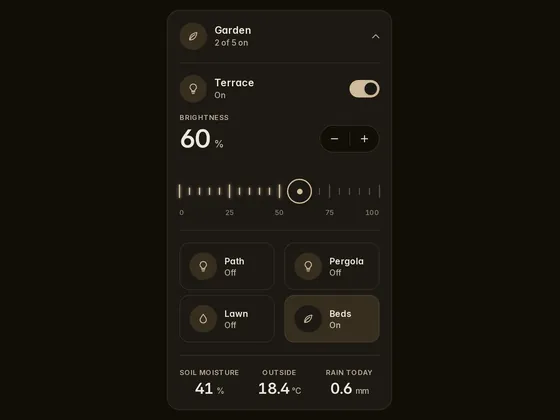 Garden
2 of 5 on
Terrace
On
BRIGHTNESS
60 %
0 25 50 75 100
Path
Off
Pergola
Off
Lawn
Off
Beds
On
SOIL MOISTURE OUTSIDE RAIN TODAY
41 % 18.4 °C 0.6 mm